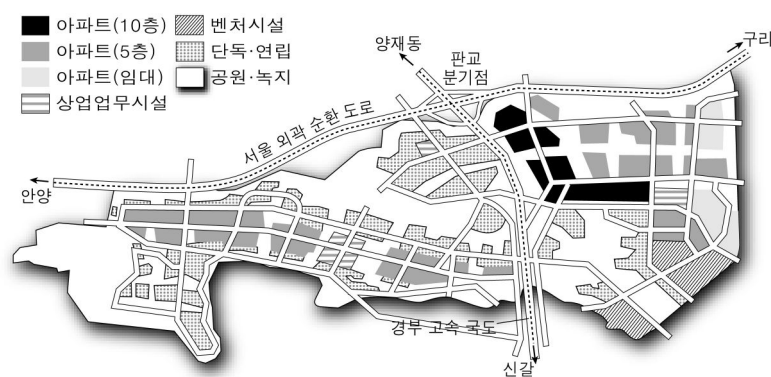 아파트(10층)
벤처시설
아파트(5층)
단독·연립
아파트(임대)
공원·녹지
상업업무시설
양재동
판교
분기점
구리
서울 외곽 순환 도로
안양
경부 고속 국도
신갈